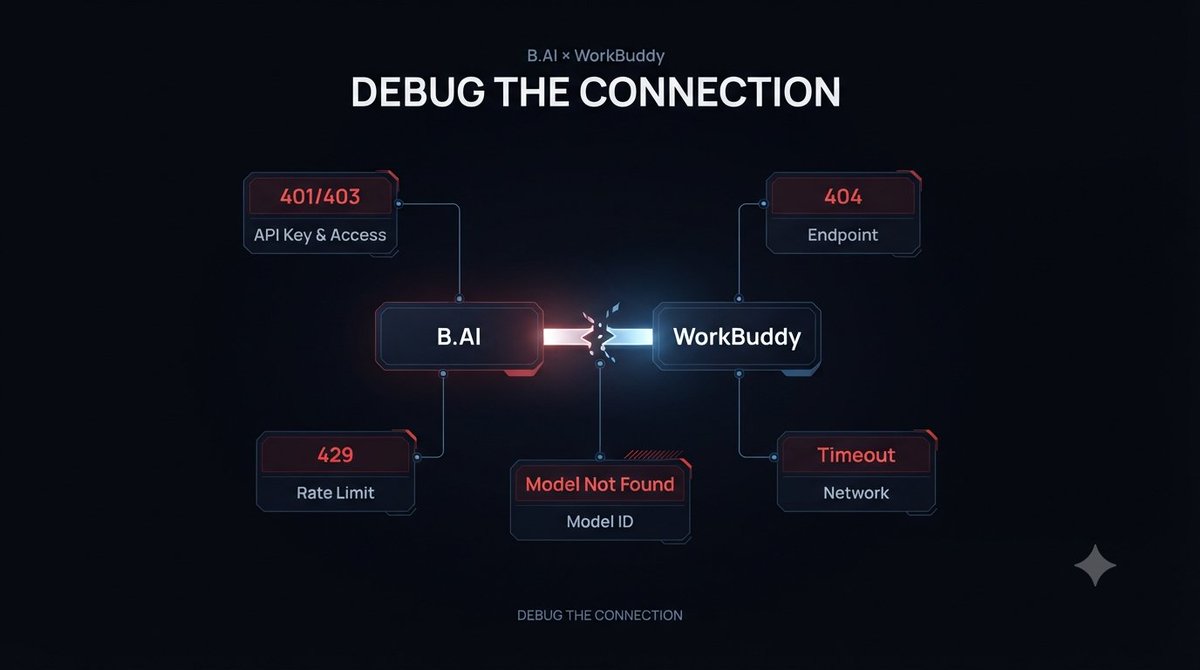 B.AI × WorkBuddy
DEBUG THE CONNECTION
401/403
API Key & Access
404
Endpoint
B.AI
WorkBuddy
429
Rate Limit
Model Not Found
Model ID
Timeout
Network
DEBUG THE CONNECTION